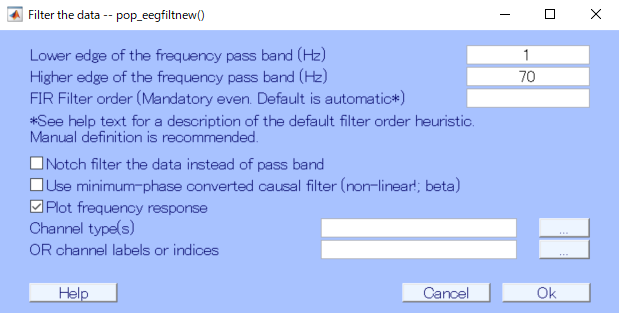 Filter the data -- pop_eegfiltnew()
Lower edge of the frequency pass band (Hz) 1
Higher edge of the frequency pass band (Hz) 70
FIR Filter order (Mandatory even. Default is automatic*)
*See help text for a description of the default filter order heuristic.
Manual definition is recommended.
Notch filter the data instead of pass band
Use minimum-phase converted causal filter (non-linear!; beta)
Plot frequency response
Channel type(s) ...
OR channel labels or indices ...
Help Cancel Ok